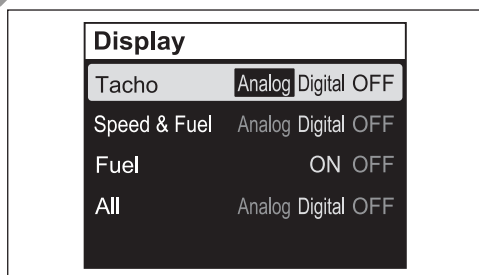 Display
Tacho Analog Digital OFF
Speed & Fuel Analog Digital OFF
Fuel ON OFF
All Analog Digital OFF